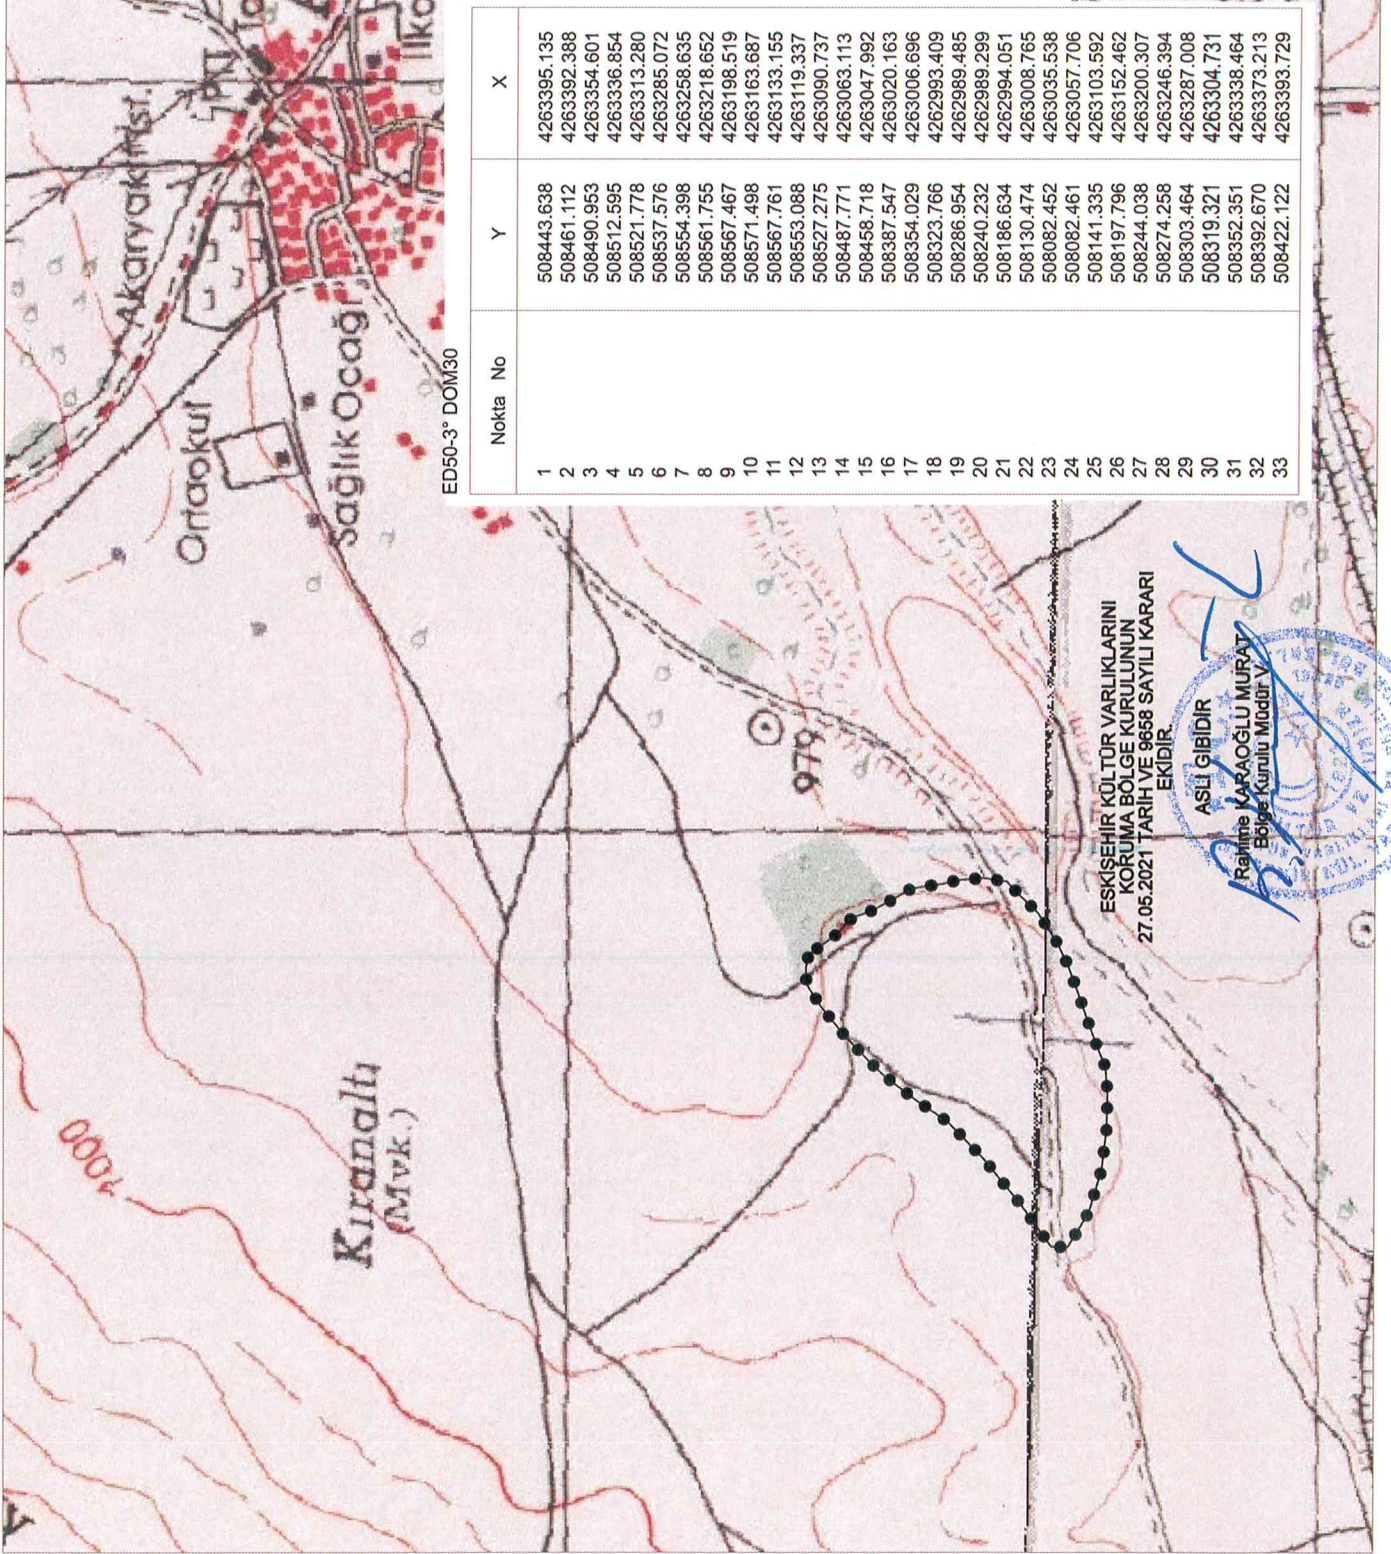 Akaryakıt İst.
PTT
Ortaokul
Sağlık Ocağı
İlko
979
1000
Kıranaltı
(Mvk.)
ED50-3° DOM30
Nokta No Y X
1 508443.638 4263395.135
2 508461.112 4263392.388
3 508490.953 4263354.601
4 508512.595 4263336.854
5 508521.778 4263313.280
6 508537.576 4263285.072
7 508554.398 4263258.635
8 508561.755 4263218.652
9 508567.467 4263198.519
10 508571.498 4263163.687
11 508567.761 4263133.155
12 508553.088 4263119.337
13 508527.275 4263090.737
14 508487.771 4263063.113
15 508458.718 4263047.992
16 508387.547 4263020.163
17 508354.029 4263006.696
18 508323.766 4262993.409
19 508286.954 4262989.485
20 508240.232 4262989.299
21 508186.634 4262994.051
22 508130.474 4263008.765
23 508082.452 4263035.538
24 508082.461 4263057.706
25 508141.335 4263103.592
26 508197.796 4263152.462
27 508244.038 4263200.307
28 508274.258 4263246.394
29 508303.464 4263287.008
30 508319.321 4263304.731
31 508352.351 4263338.464
32 508392.670 4263373.213
33 508422.122 4263393.729
ESKİŞEHİR KÜLTÜR VARLIKLARINI
KORUMA BÖLGE KURULUNUN
27.05.2021 TARİH VE 9658 SAYILI KARARI
EKİDİR.
ASLI GİBİDİR
Rahime KARAOĞLU MURAT
Bölge Kurulu Müdür V.